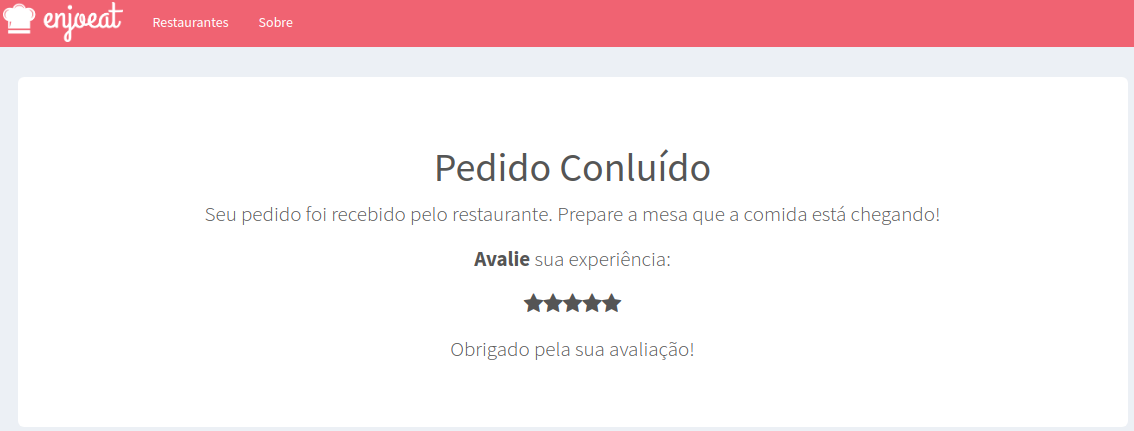 enjoeat
Restaurantes
Sobre
Pedido Conluído
Seu pedido foi recebido pelo restaurante. Prepare a mesa que a comida está chegando!
Avalie sua experiência:
Obrigado pela sua avaliação!